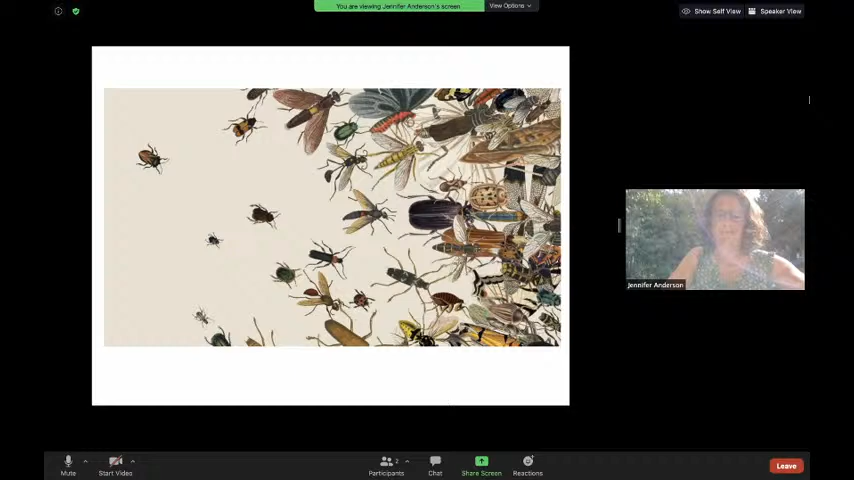 You are viewing Jennifer Anderson's screen
View Options
Show Self View
Speaker View
Jennifer Anderson
Mute
Start Video
Participants
2
Chat
Share Screen
Reactions
Leave